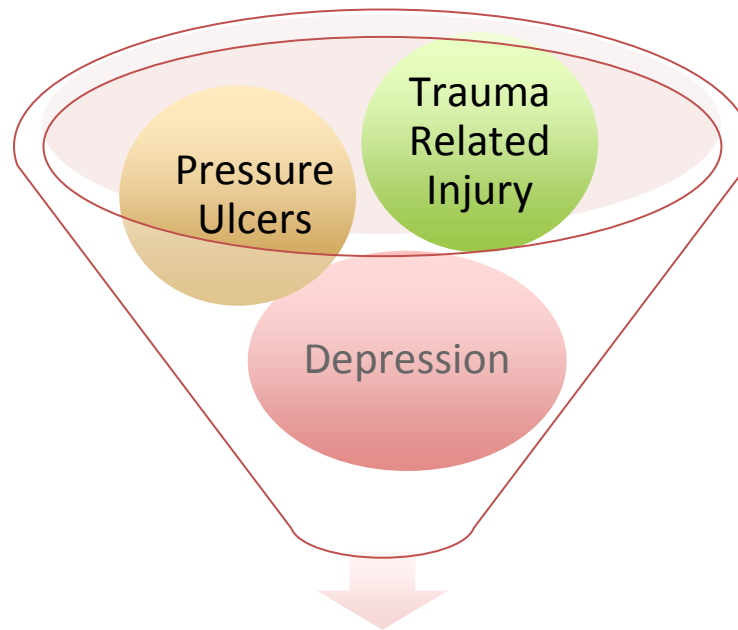 Trauma
Related
Injury
Pressure
Ulcers
Depression